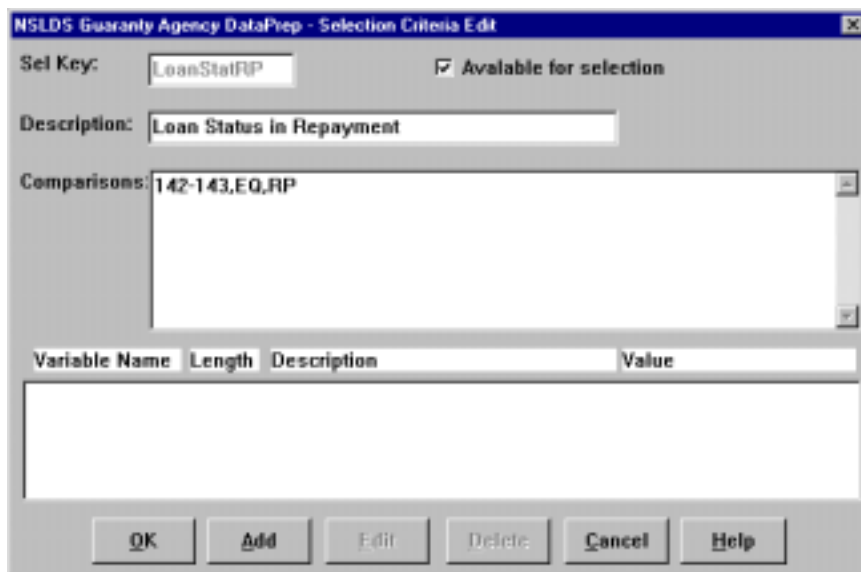 NSLDS Guaranty Agency DataPrep - Selection Criteria Edit
Sel Key: LoanStatRP Available for selection
Description: Loan Status in Repayment
Comparisons: 142-143,EQ,RP
Variable Name Length Description Value
OK Add Edit Delete Cancel Help